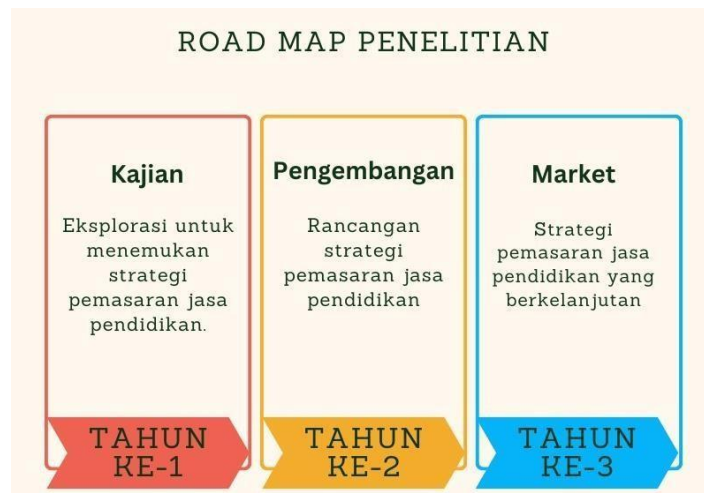 ROAD MAP PENELITIAN
Kajian
Eksplorasi untuk
menemukan
strategi
pemasaran jasa
pendidikan.
TAHUN
KE-1
Pengembangan
Rancangan
strategi
pemasaran jasa
pendidikan
TAHUN
KE-2
Market
Strategi
pemasaran jasa
pendidikan yang
berkelanjutan
TAHUN
KE-3